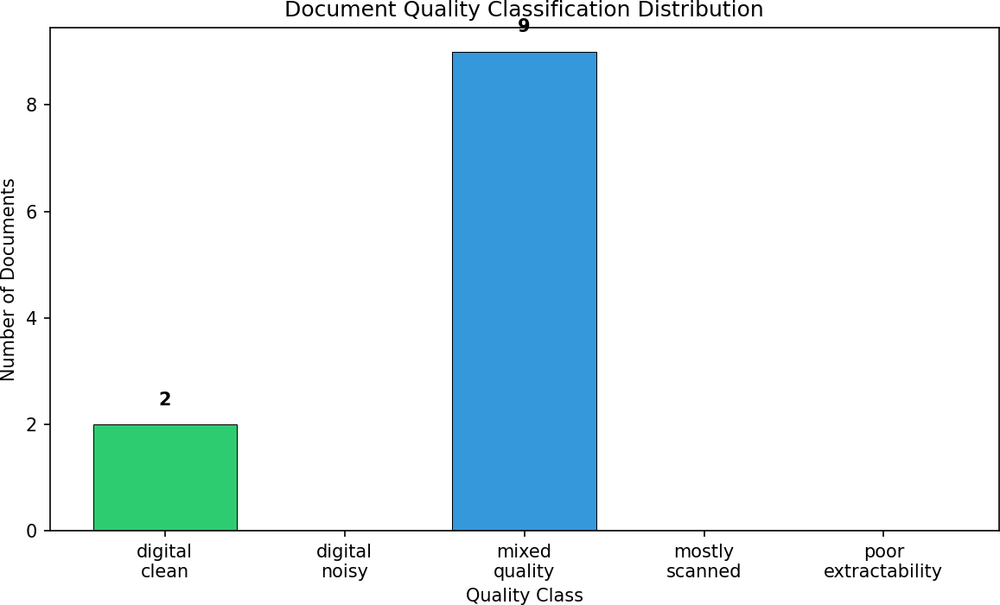 Document Quality Classification Distribution
9
8
6
4
2
2
0
Number of Documents
digital
clean
digital
noisy
mixed
quality
mostly
scanned
poor
extractability
Quality Class